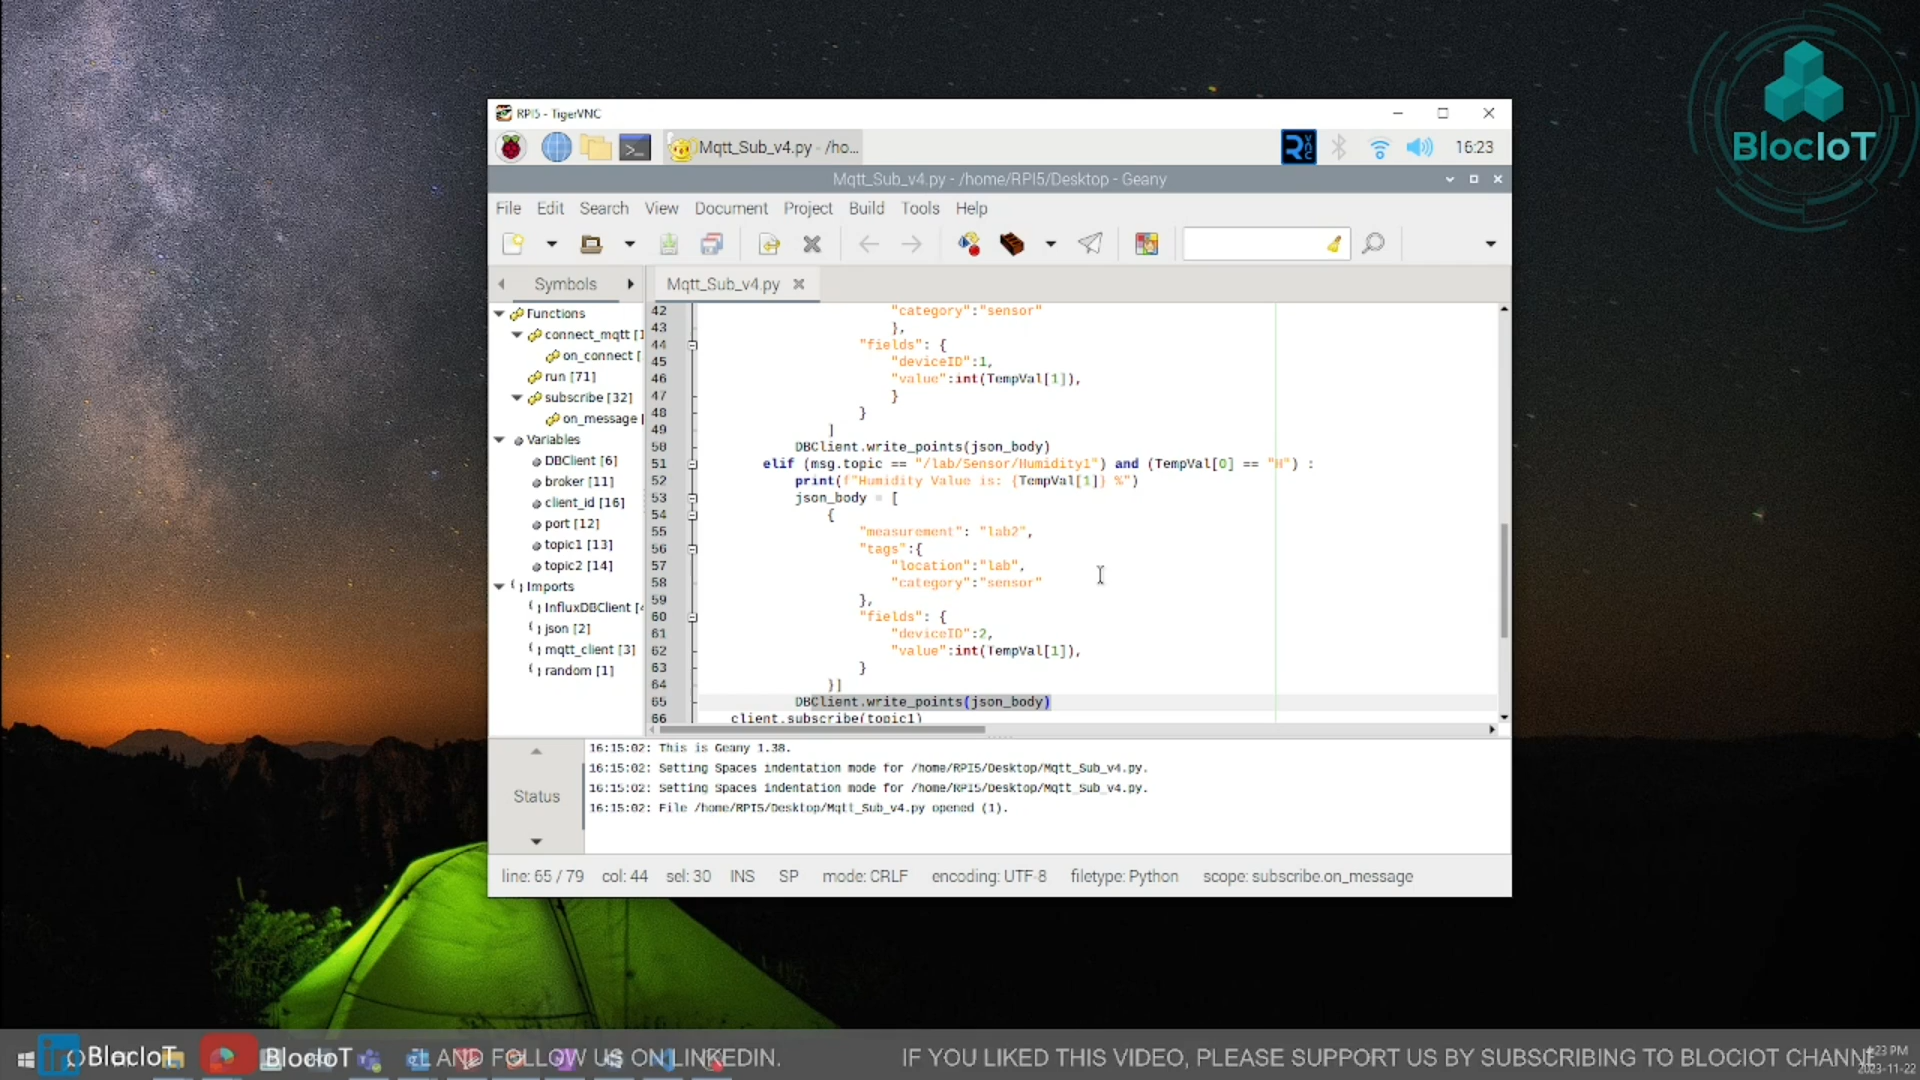 BlocIoT
RPI5 - TigerVNC
Mqtt_Sub_v4.py - /ho...
16:23
Mqtt_Sub_v4.py - /home/RPI5/Desktop - Geany
File Edit Search View Document Project Build Tools Help
Symbols
Mqtt_Sub_v4.py
Functions
connect_mqtt [1
on_connect [
run [71]
subscribe [32]
on_message
Variables
DBClient [6]
broker [11]
client_id [16]
port [12]
topic1 [13]
topic2 [14]
Imports
InfluxDBClient [4
json [2]
mqtt_client [3]
random [1]
42 "category":"sensor"
43 },
44 "fields": {
45 "deviceID":1,
46 "value":int(TempVal[1]),
47 }
48 }
49 ]
50 DBClient.write_points(json_body)
51 elif (msg.topic == "/lab/Sensor/Humidity1") and (TempVal[0] == "H") :
52 print(f"Humidity Value is: {TempVal[1]} %")
53 json_body = [
54 {
55 "measurement": "lab2",
56 "tags":{
57 "location":"lab",
58 "category":"sensor"
59 },
60 "fields": {
61 "deviceID":2,
62 "value":int(TempVal[1]),
63 }
64 }]
65 DBClient.write_points(json_body)
66 client.subscribe(topic1)
Status
16:15:02: This is Geany 1.38.
16:15:02: Setting Spaces indentation mode for /home/RPI5/Desktop/Mqtt_Sub_v4.py.
16:15:02: Setting Spaces indentation mode for /home/RPI5/Desktop/Mqtt_Sub_v4.py.
16:15:02: File /home/RPI5/Desktop/Mqtt_Sub_v4.py opened (1).
line: 65 / 79 col: 44 sel: 30 INS SP mode: CRLF encoding: UTF-8 filetype: Python scope: subscribe.on_message
BlocIoT BlocIoT AND FOLLOW US ON LINKEDIN. IF YOU LIKED THIS VIDEO, PLEASE SUPPORT US BY SUBSCRIBING TO BLOCIOT CHANNE
2023-11-22